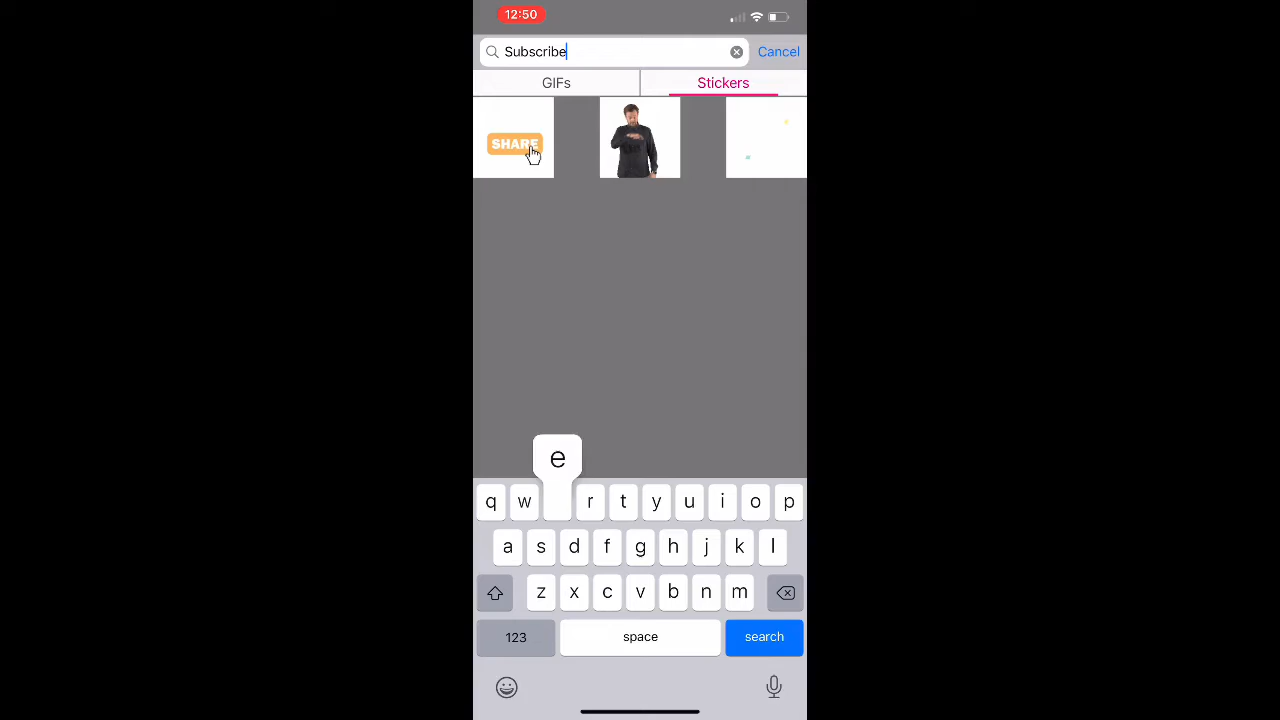 12:50
Subscribe
Cancel
GIFs
Stickers
SHARE
e
q w r t y u i o p
a s d f g h j k l
z x c v b n m
123
space
search